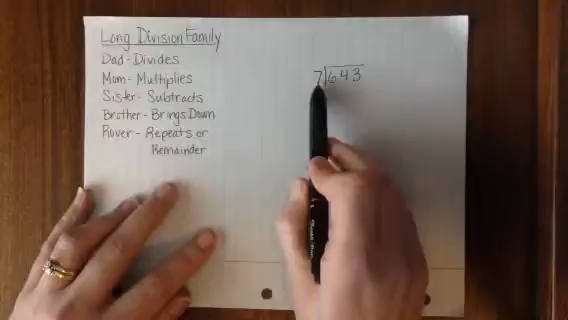 Long Division Family
Dad- Divides
Mom- Multiplies
Sister- Subtracts
Brother- Brings Down
Rover- Repeats or
Remainder
7 643